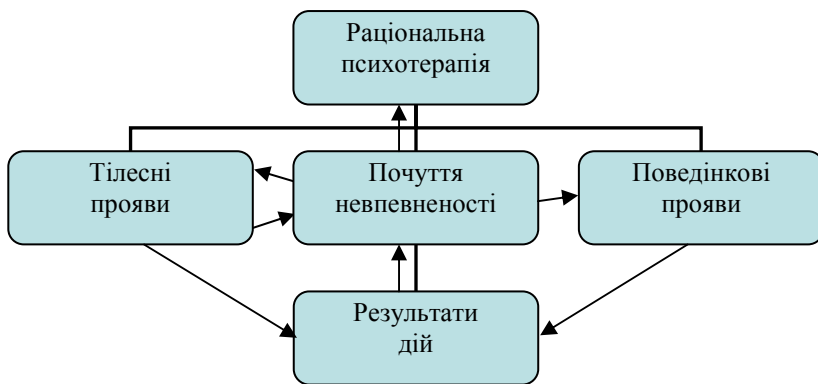 Раціональна
психотерапія
Тілесні
прояви
Почуття
невпевненості
Поведінкові
прояви
Результати
дій